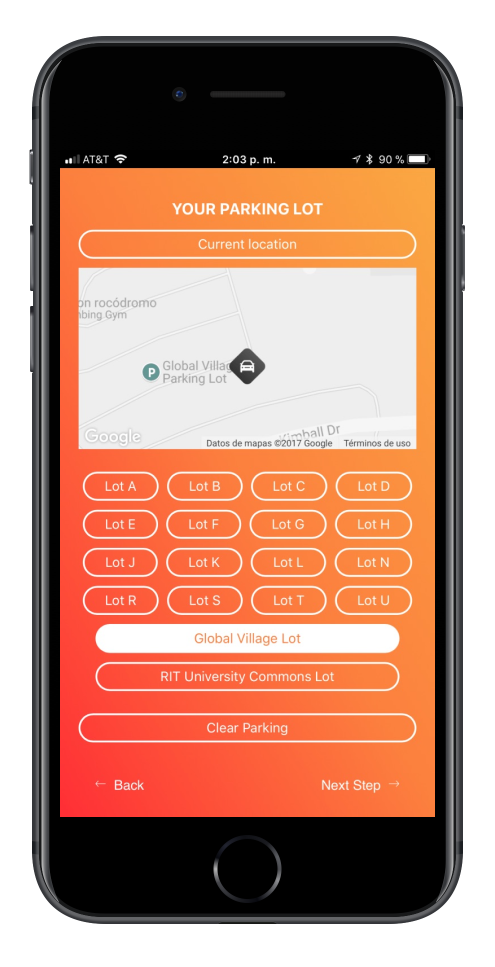 AT&T 2:03 p. m. 90 %
YOUR PARKING LOT
Current location
on rocódromo
nbing Gym
Global Villag
Parking Lot
P
Kimball Dr
Google
Datos de mapas ©2017 Google Términos de uso
Lot A Lot B Lot C Lot D
Lot E Lot F Lot G Lot H
Lot J Lot K Lot L Lot N
Lot R Lot S Lot T Lot U
Global Village Lot
RIT University Commons Lot
Clear Parking
← Back Next Step →